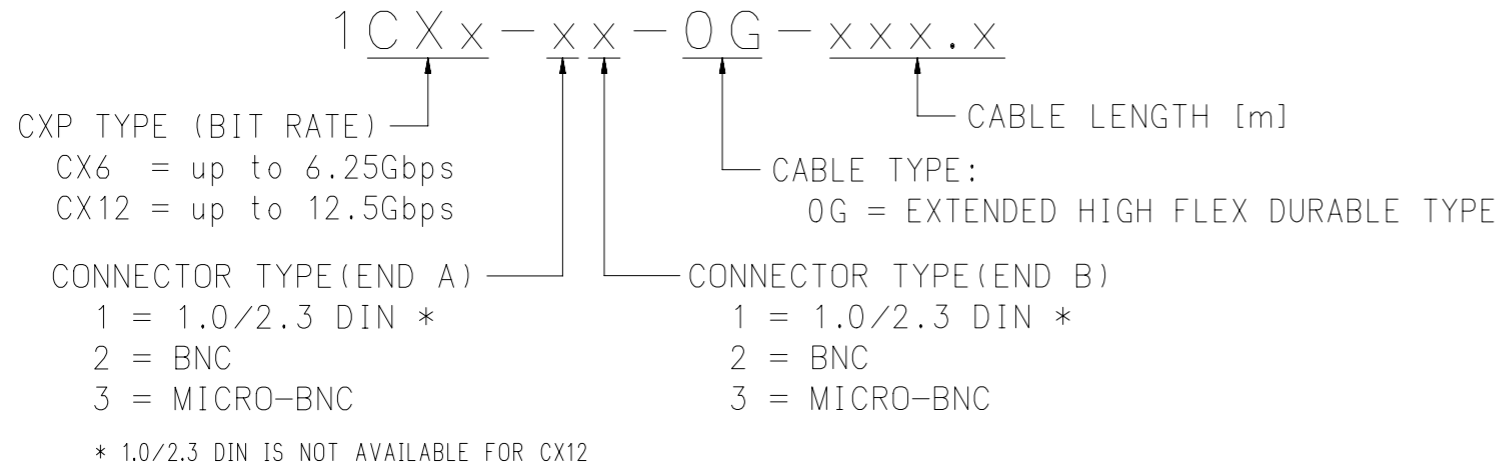 1CXx-xx-0G-xxx.x
CABLE LENGTH [m]
CXP TYPE (BIT RATE)
CX6 = up to 6.25Gbps
CX12 = up to 12.5Gbps
CABLE TYPE:
0G = EXTENDED HIGH FLEX DURABLE TYPE
CONNECTOR TYPE(END A)
1 = 1.0/2.3 DIN *
2 = BNC
3 = MICRO-BNC
CONNECTOR TYPE(END B)
1 = 1.0/2.3 DIN *
2 = BNC
3 = MICRO-BNC
* 1.0/2.3 DIN IS NOT AVAILABLE FOR CX12